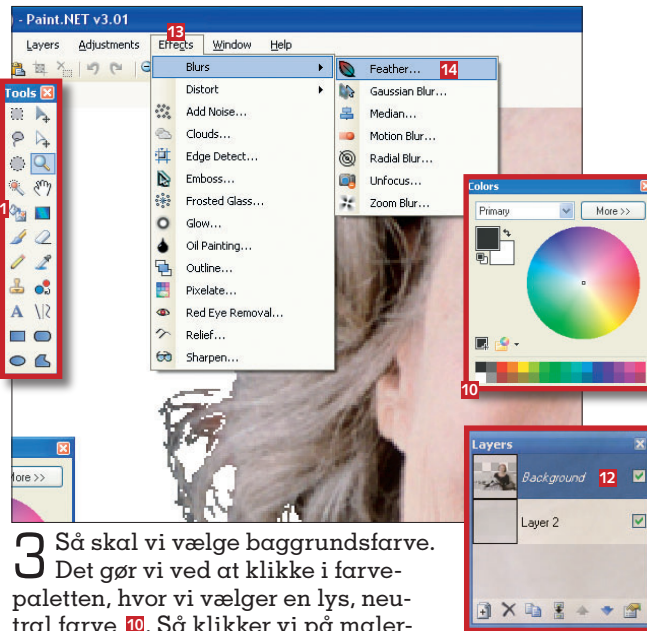 ) - Paint.NET v3.01
13
Layers Adjustments Effects Window Help
Blurs
Distort
Add Noise...
Clouds...
Edge Detect...
Emboss...
Frosted Glass...
Glow...
Oil Painting...
Outline...
Pixelate...
Red Eye Removal...
Relief...
Sharpen...
Feather... 14
Gaussian Blur...
Median...
Motion Blur...
Radial Blur...
Unfocus...
Zoom Blur...
Tools
1
Colors
Primary More >>
10
More >>
Layers
Background 12
Layer 2
3 Så skal vi vælge baggrundsfarve.
Det gør vi ved at klikke i farve-
paletten, hvor vi vælger en lys, neu-
tral farve 10. Så klikker vi på maler-